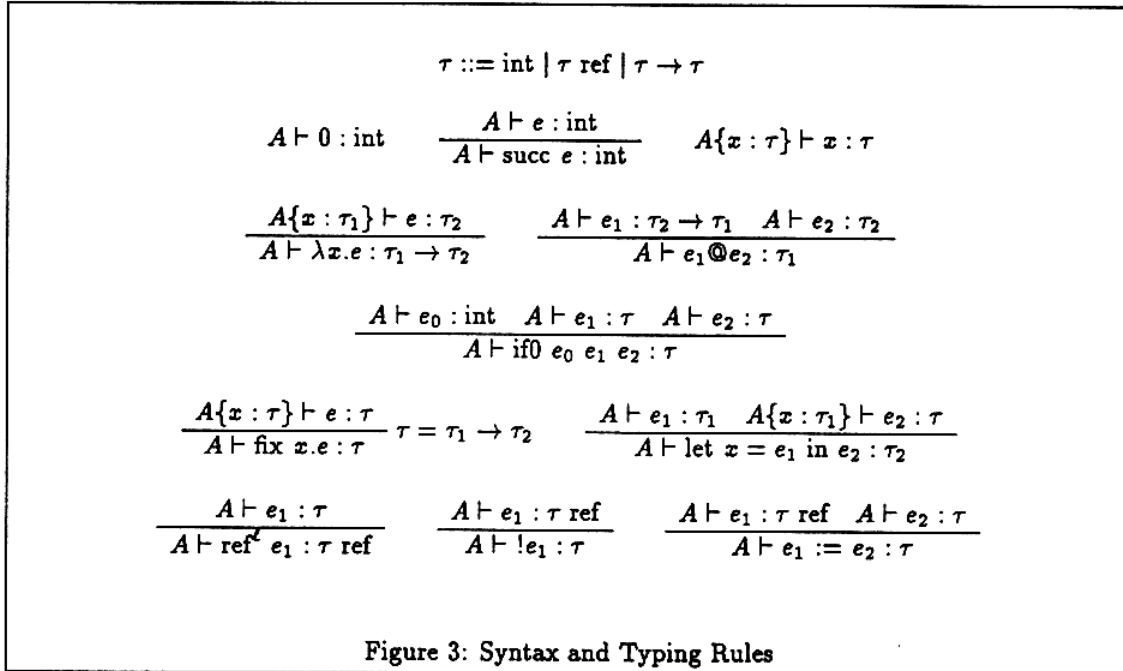 τ ::= int | τ ref | τ → τ
A ⊢ 0 : int    A ⊢ e : int    A{x : τ} ⊢ x : τ
A ⊢ succ e : int
A{x : τ₁} ⊢ e : τ₂    A ⊢ e₁ : τ₂ → τ₁    A ⊢ e₂ : τ₂
A ⊢ λx.e : τ₁ → τ₂    A ⊢ e₁@e₂ : τ₁
A ⊢ e₀ : int    A ⊢ e₁ : τ    A ⊢ e₂ : τ
A ⊢ if0 e₀ e₁ e₂ : τ
A{x : τ} ⊢ e : τ    τ = τ₁ → τ₂    A ⊢ e₁ : τ₁    A{x : τ₁} ⊢ e₂ : τ
A ⊢ fix x.e : τ    A ⊢ let x = e₁ in e₂ : τ₂
A ⊢ e₁ : τ    A ⊢ e₁ : τ ref    A ⊢ e₁ : τ ref    A ⊢ e₂ : τ
A ⊢ refˡ e₁ : τ ref    A ⊢ !e₁ : τ    A ⊢ e₁ := e₂ : τ
Figure 3: Syntax and Typing Rules